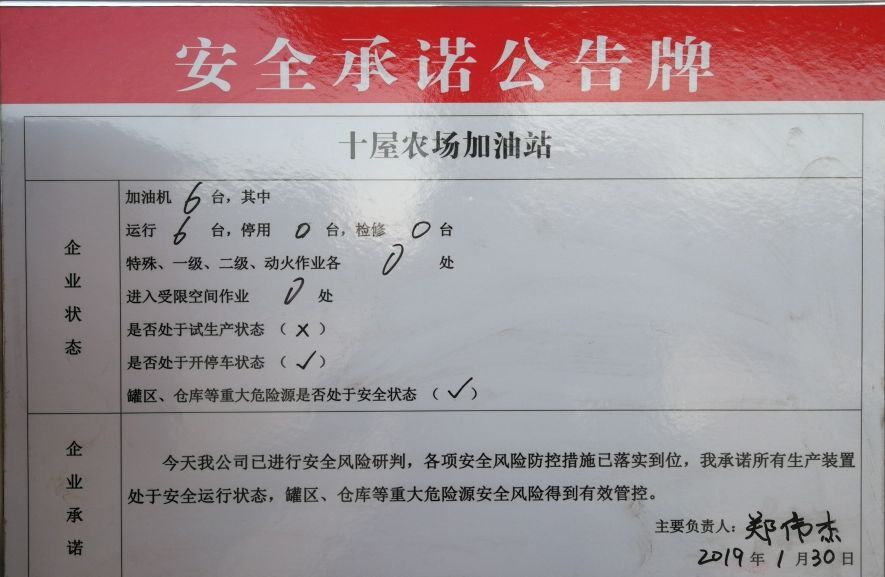 安全承诺公告牌
十屋农场加油站
企业状态
加油机 6 台，其中
运行 6 台，停用 0 台，检修 0 台
特殊、一级、二级、动火作业各 0 处
进入受限空间作业 0 处
是否处于试生产状态（×）
是否处于开停车状态（✓）
罐区、仓库等重大危险源是否处于安全状态（✓）
企业承诺
今天我公司已进行安全风险研判，各项安全风险防控措施已落实到位，我承诺所有生产装置
处于安全运行状态，罐区、仓库等重大危险源安全风险得到有效管控。
主要负责人：郑伟杰
2019年1月30日